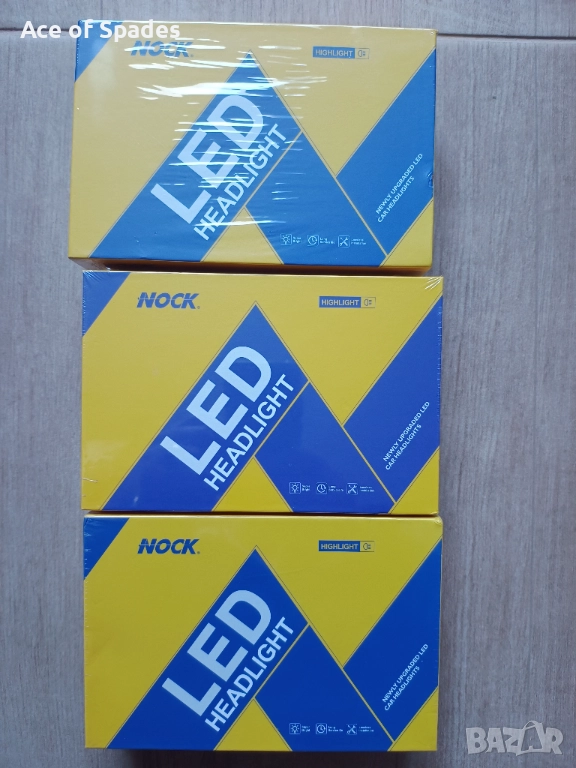 Ace of Spades
NOCK
HIGHLIGHT
LED
HEADLIGHT
NEWLY UPGRADED LED
CAR HEADLIGHTS
NOCK
HIGHLIGHT
LED
HEADLIGHT
NEWLY UPGRADED LED
CAR HEADLIGHTS
NOCK
HIGHLIGHT
LED
HEADLIGHT
NEWLY UPGRADED LED
CAR HEADLIGHTS
BAZAR